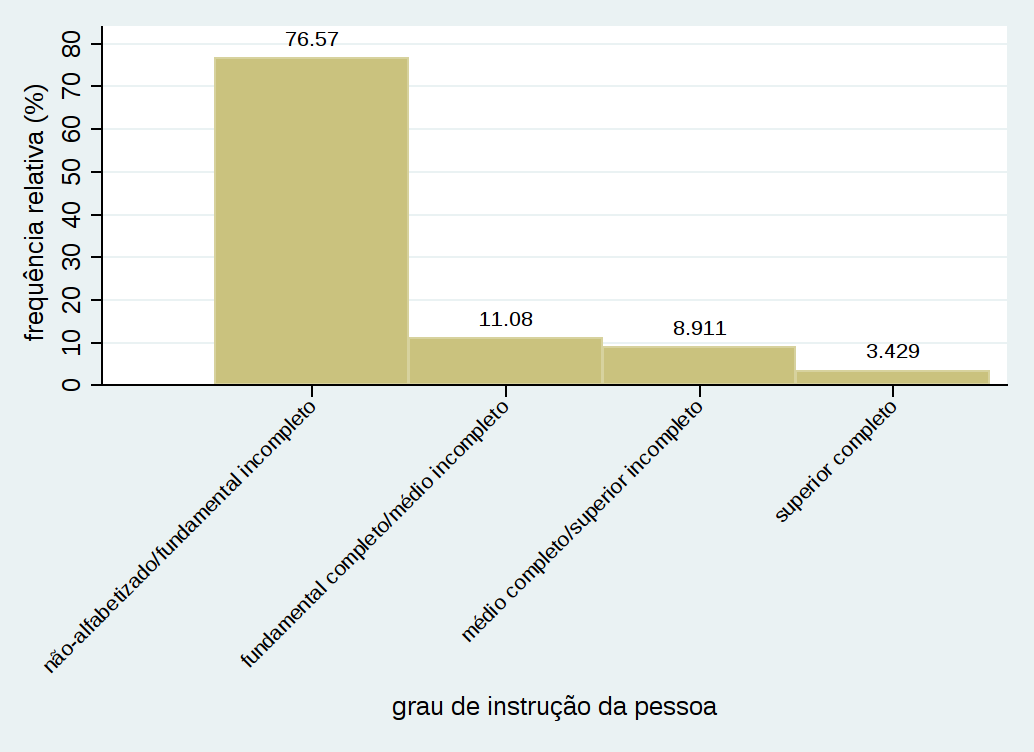 frequência relativa (%)
80
70
60
50
40
30
20
10
0
76.57
11.08
8.911
3.429
não-alfabetizado/fundamental incompleto
fundamental completo/médio incompleto
médio completo/superior incompleto
superior completo
grau de instrução da pessoa